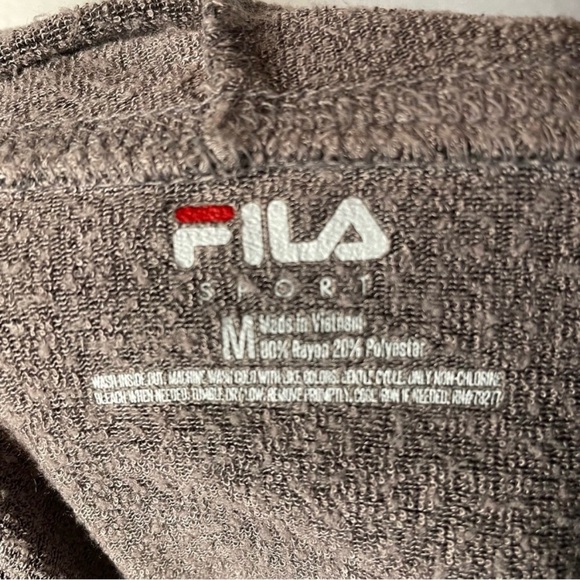 FILA
SPORT
M Made in Vietnam
80% Rayon 20% Polyester
WASH INSIDE OUT. MACHINE WASH COLD WITH LIKE COLORS. GENTLE CYCLE. ONLY NON-CHLORINE
BLEACH WHEN NEEDED. TUMBLE DRY LOW. REMOVE PROMPTLY. COOL IRON IF NEEDED.